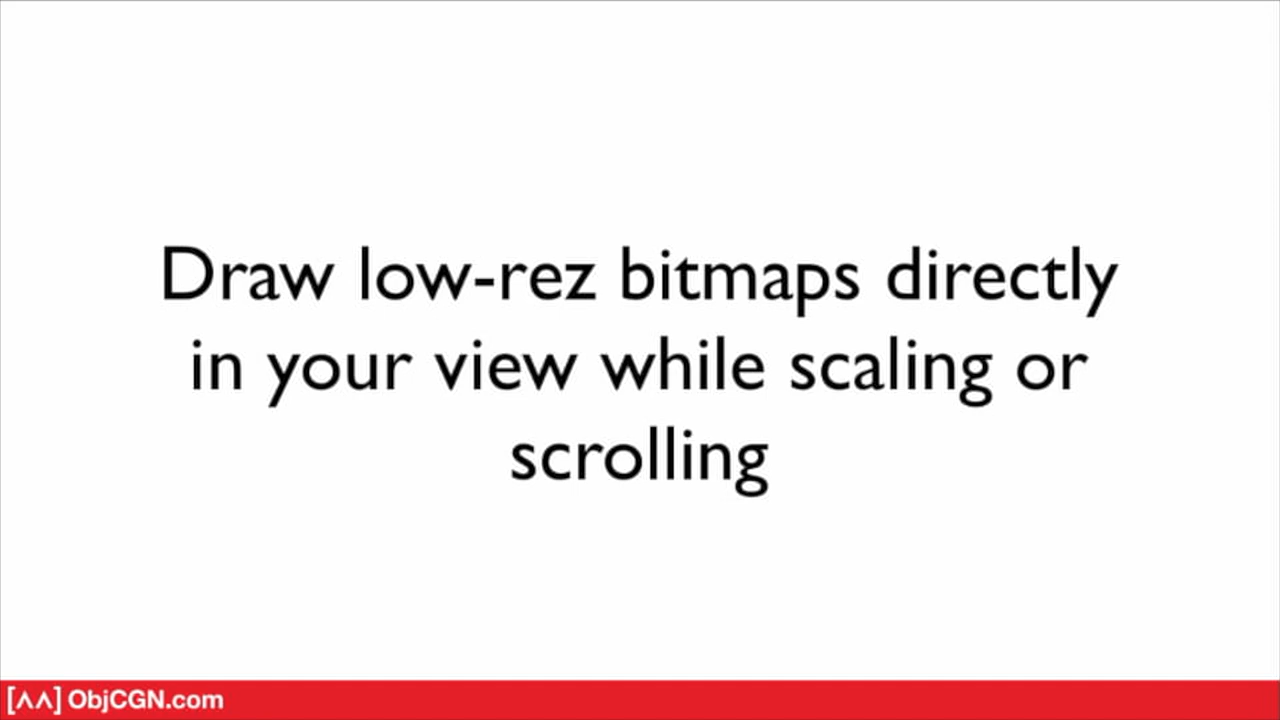 Draw low-rez bitmaps directly
in your view while scaling or
scrolling
[ʌʌ] ObjCGN.com